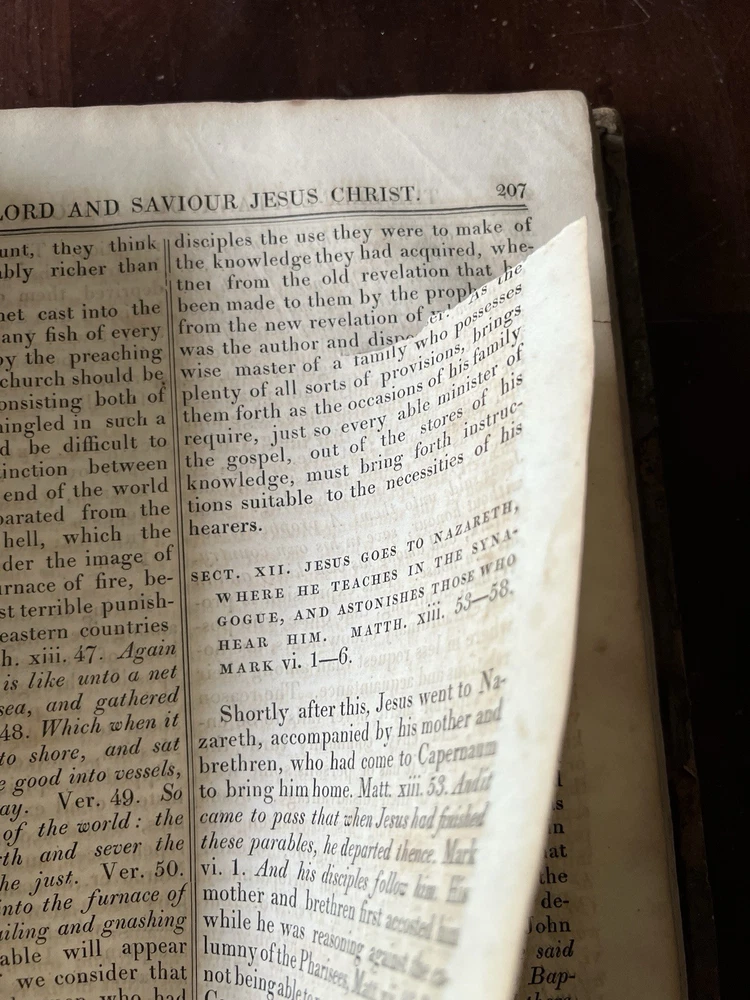 LORD AND SAVIOUR JESUS CHRIST. 207
unt, they think
bly richer than
net cast into the
any fish of every
by the preaching
church should be
onsisting both of
ningled in such a
d be difficult to
inction between
end of the world
parated from the
hell, which the
der the image of
urnace of fire, be-
st terrible punish-
eastern countries
h. xiii. 47. Again
is like unto a net
sea, and gathered
48. Which when it
to shore, and sat
e good into vessels,
ay. Ver. 49. So
of the world: the
rth and sever the
he just. Ver. 50.
into the furnace of
ailing and gnashing
able will appear
we consider that
who had
disciples the use they were to make of
the knowledge they had acquired, whe-
ther from the old revelation that
been made to them by the proph
from the new revelation of As the
was the author and disp
wise master of a family who possesses
plenty of all sorts of provisions, brings
them forth as the occasions of his family
require, just so every able minister of
the gospel, out of the stores of his
knowledge, must bring forth instruc-
tions suitable to the necessities of his
hearers.
SECT. XII. JESUS GOES TO NAZARETH,
WHERE HE TEACHES IN THE SYNA-
GOGUE, AND ASTONISHES THOSE WHO
HEAR HIM. MATTH. xiii. 53—58.
MARK vi. 1—6.
Shortly after this, Jesus went to Na-
zareth, accompanied by his mother and
brethren, who had come to Capernaum
to bring him home. Matt. xiii. 53. And it
came to pass that when Jesus had finished
these parables, he departed thence. Mark
vi. 1. And his disciples follow him. His
mother and brethren first accosted him
while he was reasoning against the ca-
lumny of the Pharisees, Matt.
not being able to
the
de-
John
said
Bap-